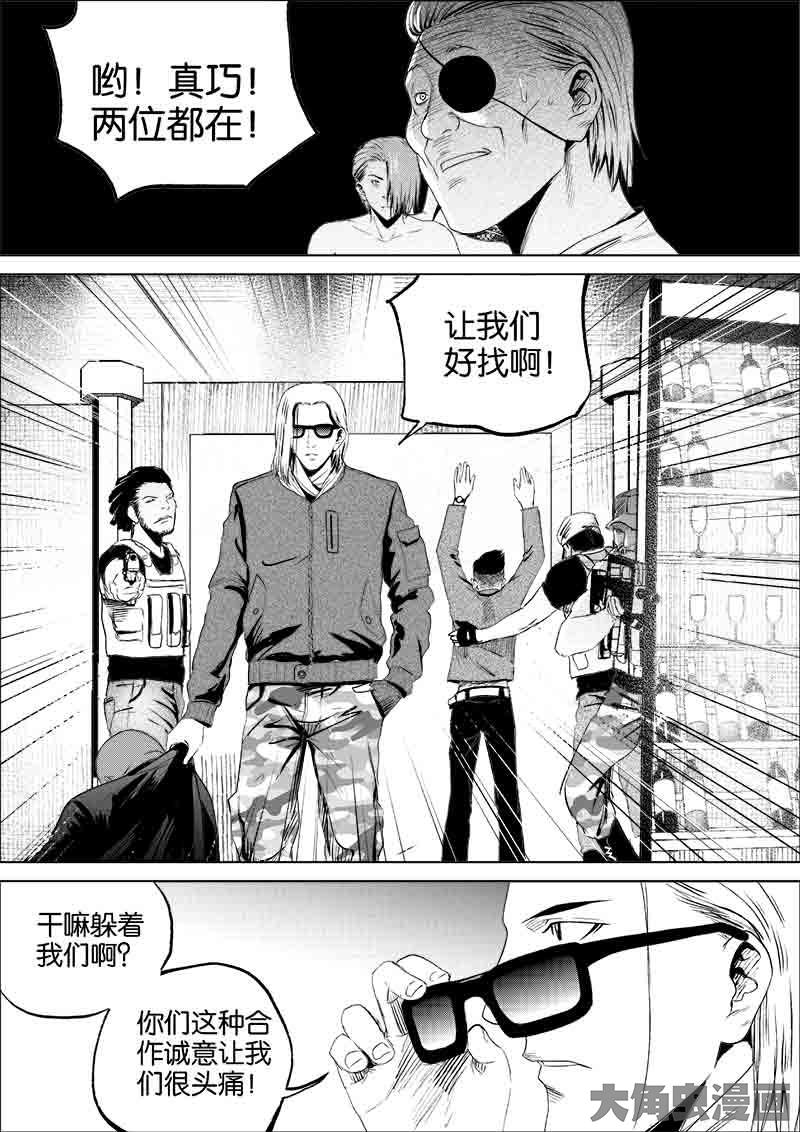 哟！真巧！
两位都在！
让我们
好找啊！
干嘛躲着
我们啊？
你们这种合
作诚意让我
们很头痛！
大角虫漫画